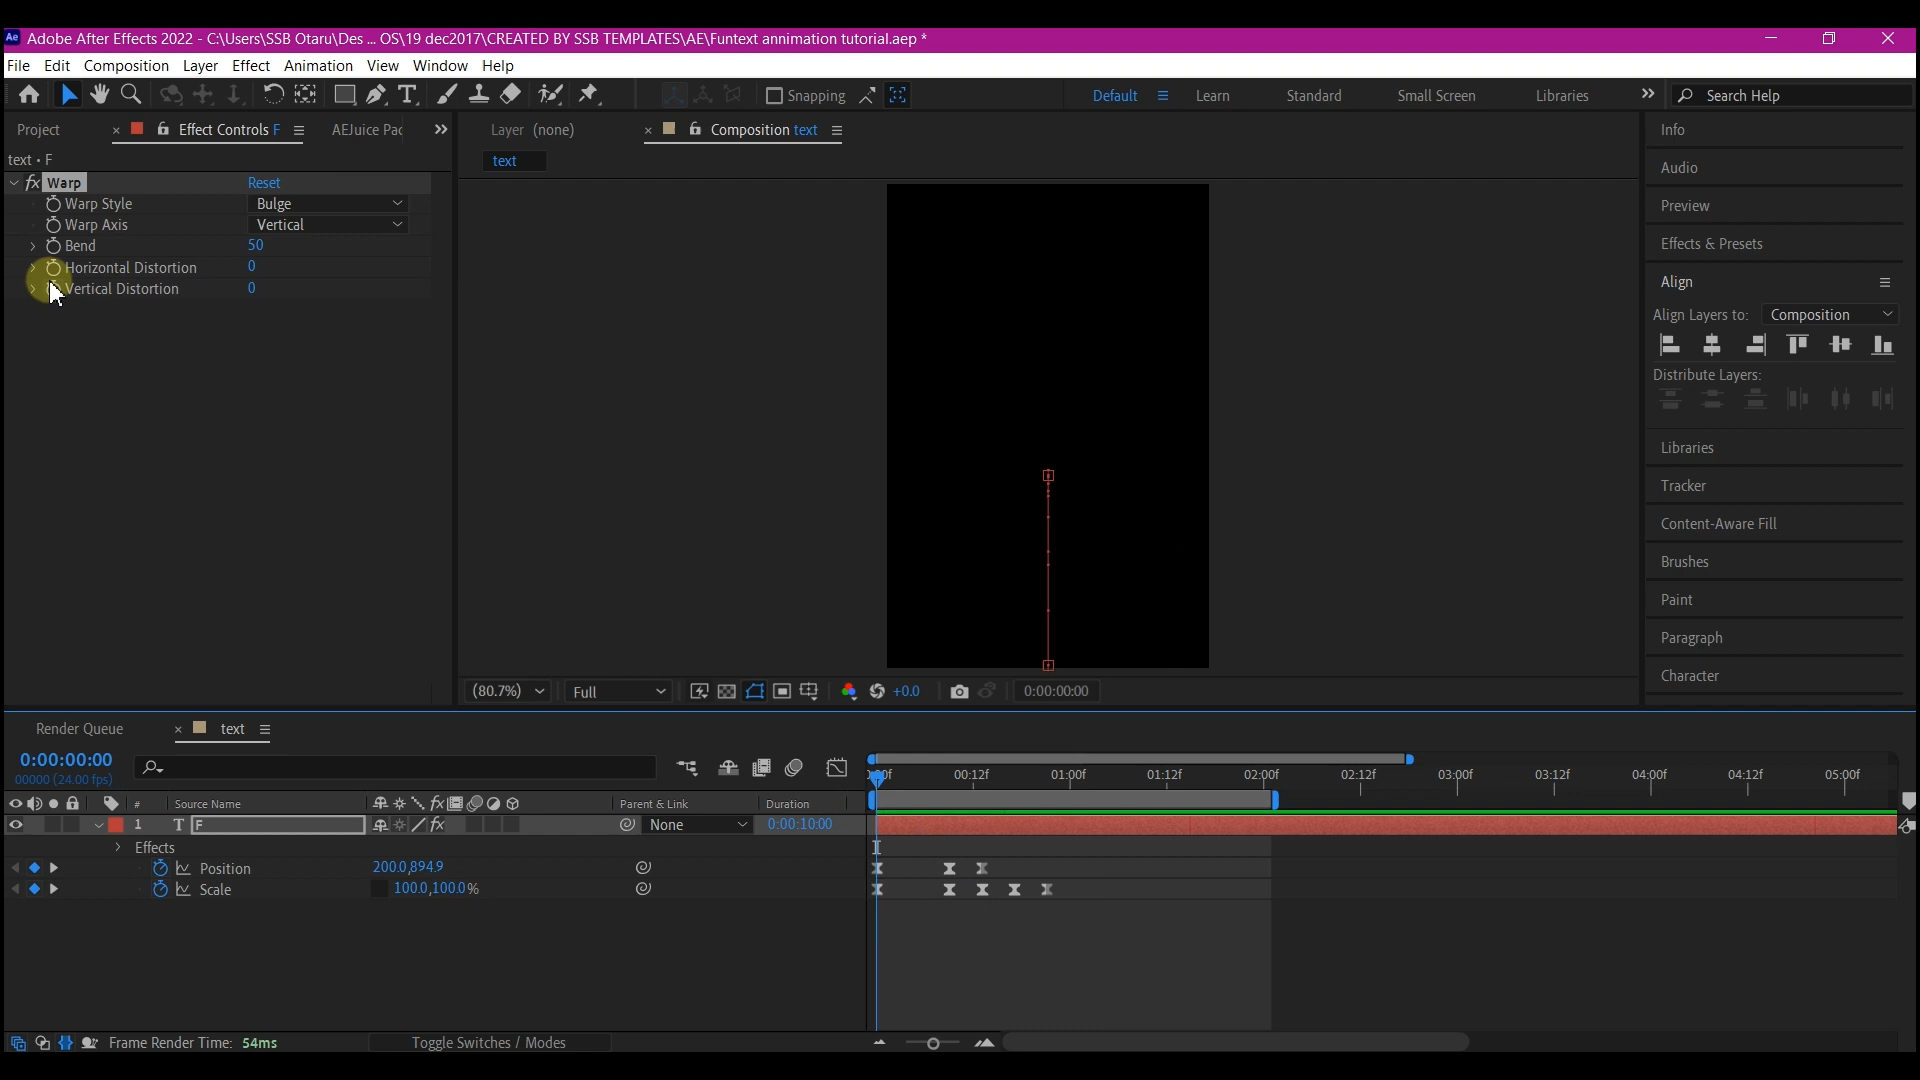 Ae Adobe After Effects 2022 - C:\Users\SSB Otaru\Des ... OS\19 dec2017\CREATED BY SSB TEMPLATES\AE\Funtext annimation tutorial.aep *
File Edit Composition Layer Effect Animation View Window Help
Snapping Default Learn Standard Small Screen Libraries Search Help
Project Effect Controls F AEJuice Pac Layer (none) Composition text Info
text • F
text
fx Warp Reset
Warp Style Bulge
Warp Axis Vertical
Bend 50
Horizontal Distortion 0
Vertical Distortion 0
Audio
Preview
Effects & Presets
Align
Align Layers to: Composition
Distribute Layers:
Libraries
Tracker
Content-Aware Fill
Brushes
Paint
Paragraph
Character
(80.7%) Full +0.0 0:00:00:00
Render Queue text
0:00:00:00
00000 (24.00 fps)
00:12f 01:00f 01:12f 02:00f 02:12f 03:00f 03:12f 04:00f 04:12f 05:00f
# Source Name Parent & Link Duration
1 T F None 0:00:10:00
Effects
Position 200.0,894.9
Scale 100.0,100.0%
Frame Render Time: 54ms Toggle Switches / Modes